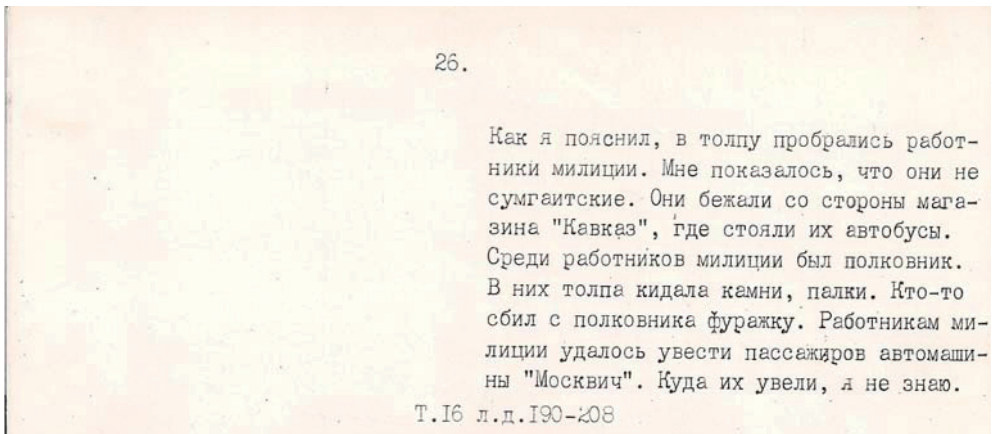 26.
Как я пояснил, в толпу пробрались работ-
ники милиции. Мне показалось, что они не
сумгаитские. Они бежали со стороны мага-
зина "Кавказ", где стояли их автобусы.
Среди работников милиции был полковник.
В них толпа кидала камни, палки. Кто-то
сбил с полковника фуражку. Работникам ми-
лиции удалось увести пассажиров автомаши-
ны "Москвич". Куда их увели, я не знаю.
Т.I6 л.д.I90-208